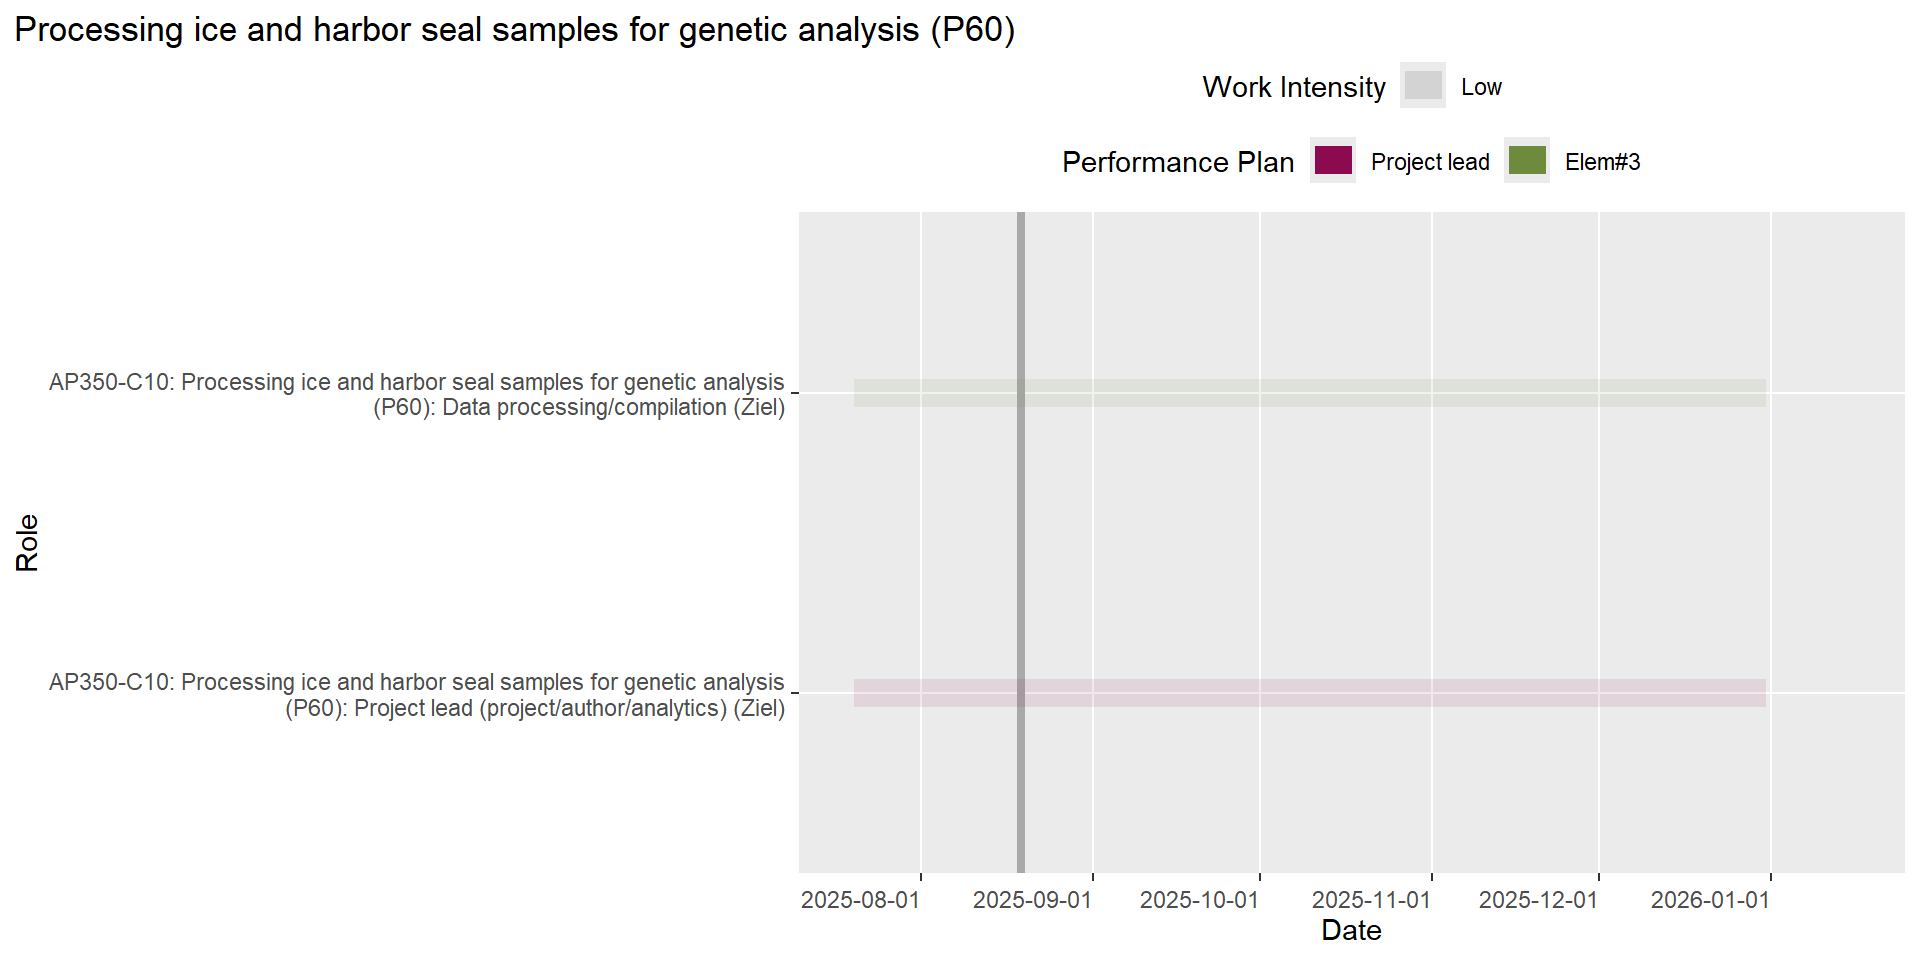 Processing ice and harbor seal samples for genetic analysis (P60)
Work Intensity Low
Performance Plan Project lead Elem#3
AP350-C10: Processing ice and harbor seal samples for genetic analysis
(P60): Data processing/compilation (Ziel)
Role
AP350-C10: Processing ice and harbor seal samples for genetic analysis
(P60): Project lead (project/author/analytics) (Ziel)
2025-08-01 2025-09-01 2025-10-01 2025-11-01 2025-12-01 2026-01-01
Date